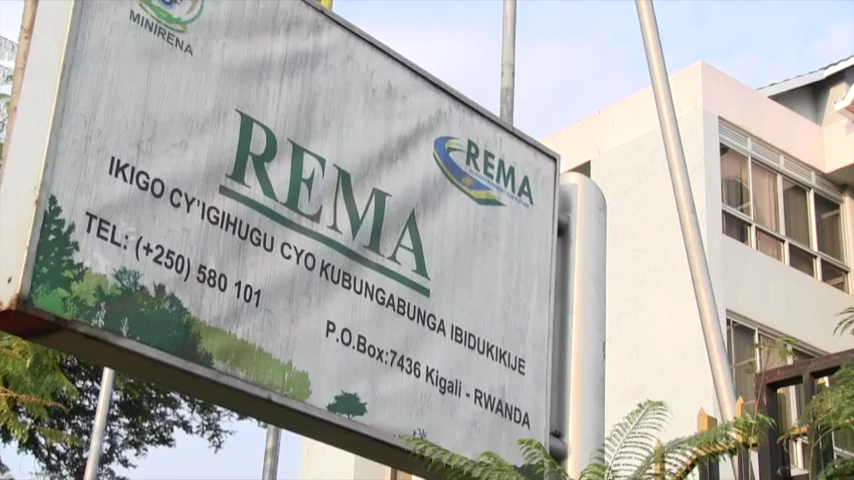 MINIRENA
REMA
REMA
IKIGO CY'IGIHUGU CYO KUBUNGABUNGA IBIDUKIKIJE
TEL: (+250) 580 101
P.O.Box:7436 Kigali - RWANDA